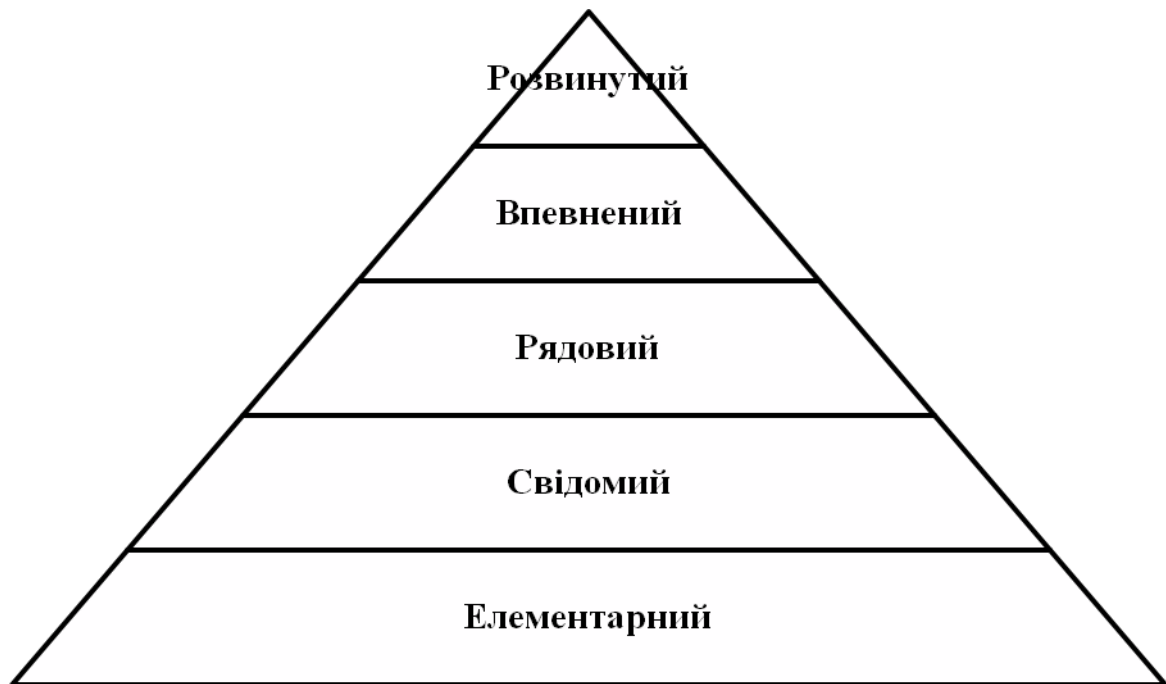 Розвинутий
Впевнений
Рядовий
Свідомий
Елементарний